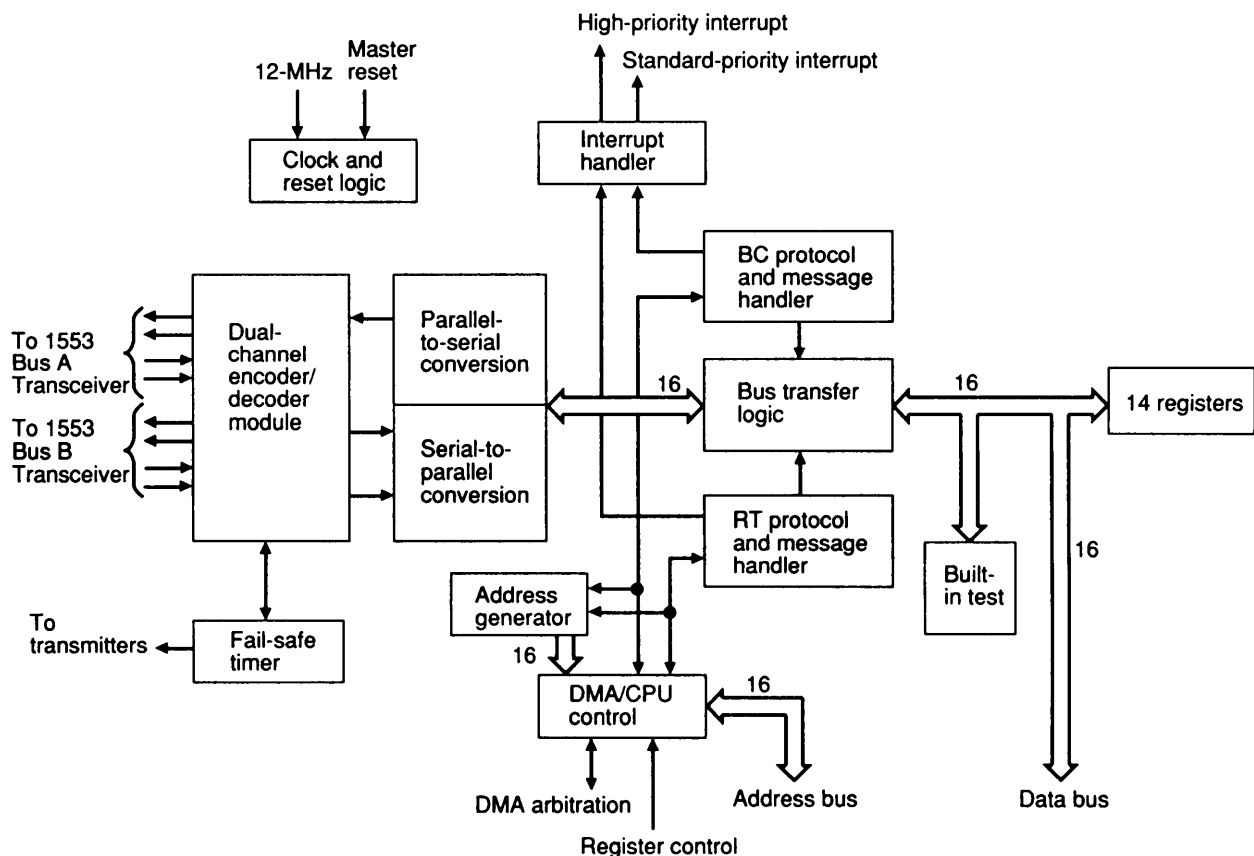 High-priority interrupt
Standard-priority interrupt
12-MHz
Master
reset
Clock and
reset logic
Interrupt
handler
BC protocol
and message
handler
To 1553
Bus A
Transceiver
To 1553
Bus B
Transceiver
Dual-
channel
encoder/
decoder
module
Parallel-
to-serial
conversion
Serial-to-
parallel
conversion
16
Bus transfer
logic
16
14 registers
RT protocol
and message
handler
16
Built-
in test
Address
generator
16
To
transmitters
Fail-safe
timer
DMA/CPU
control
16
DMA arbitration
Register control
Address bus
Data bus